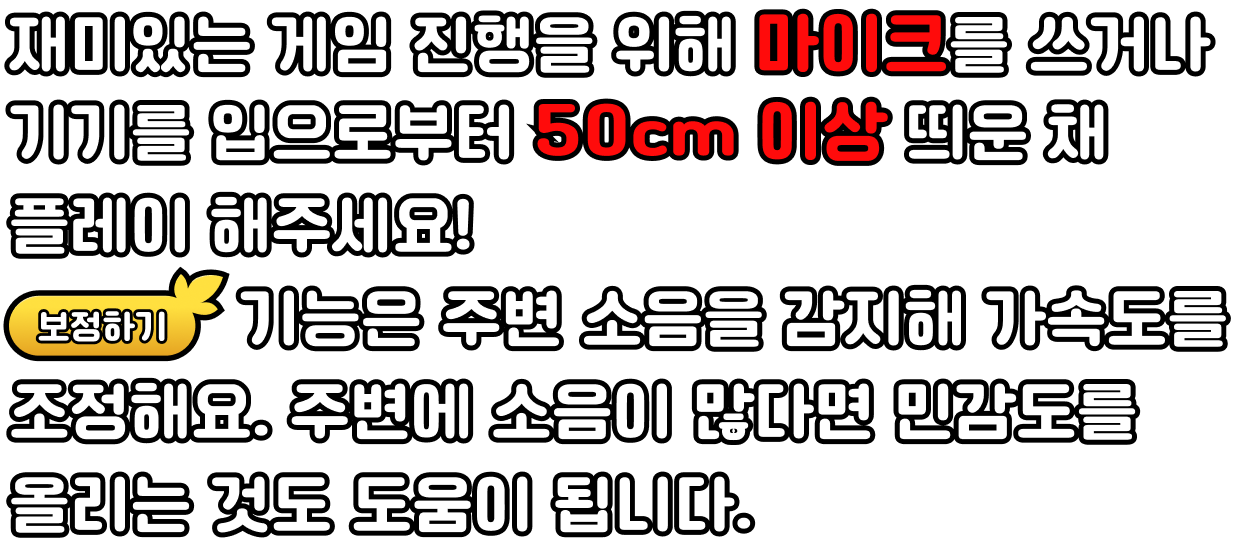 재미있는 게임 진행을 위해 마이크를 쓰거나
기기를 입으로부터 50cm 이상 띄운 채
플레이 해주세요!
보정하기 기능은 주변 소음을 감지해 가속도를
조정해요. 주변에 소음이 많다면 민감도를
올리는 것도 도움이 됩니다.